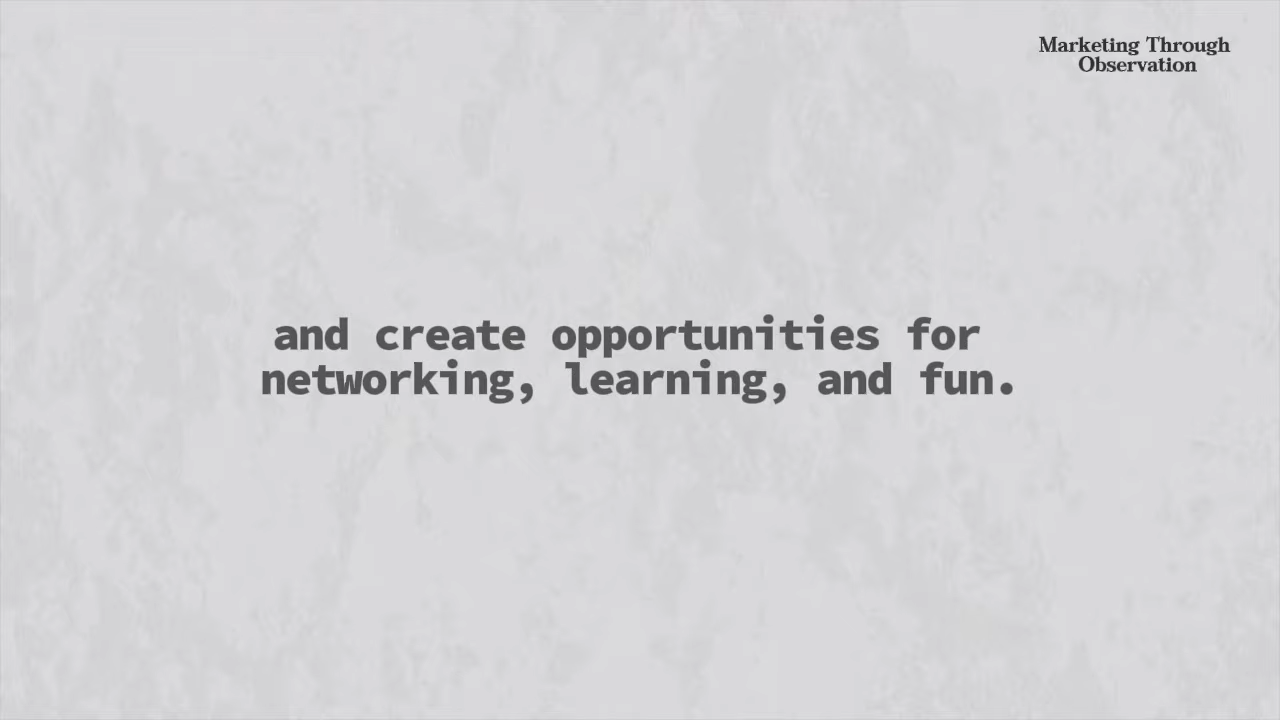 Marketing Through
Observation
and create opportunities for
networking, learning, and fun.